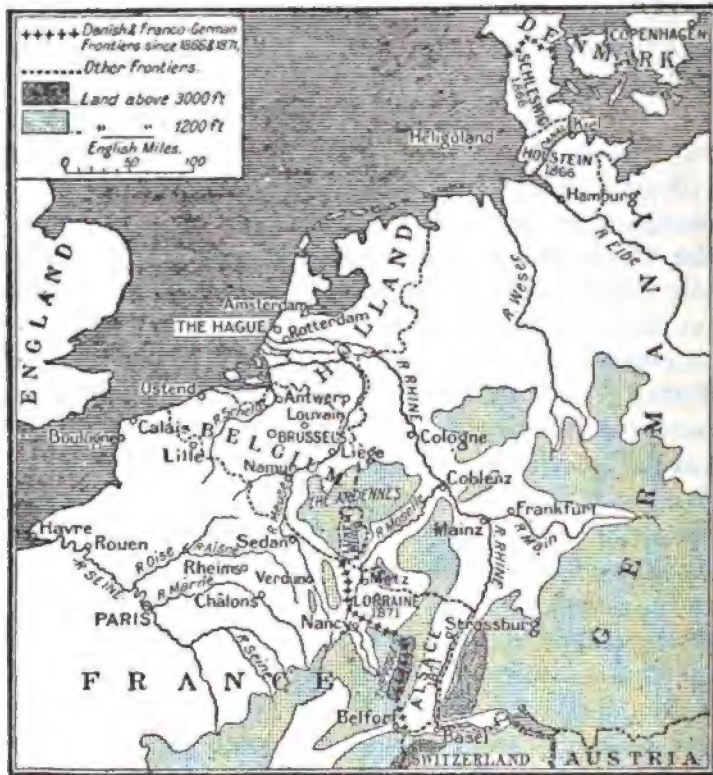 Danish & Franco-German
Frontiers since 1866 & 1871.
Other Frontiers.
Land above 3000 ft
" " 1200 ft
English Miles.
0 50 100
DENMARK
COPENHAGEN
SCHLESWIG
1866
Kiel
Heligoland
HOLSTEIN
1866
Hamburg
R Elbe
ENGLAND
HOLLAND
Amsterdam
THE HAGUE
Rotterdam
GERMANY
R RHINE
Ostend
R Scheldt
Antwerp
Louvain
Calais
BELGIUM
BRUSSELS
Boulogne
Lille
Liége
Cologne
Namur
THE ARDENNES
Coblenz
R Meuse
R Moselle
Frankfurt
Havre
Rouen
R Oise
R Aisne
Sedan
Mainz
R Main
R SEINE
Rheims
Verdun
Metz
R RHINE
R Marne
Châlons
LORRAINE
1871
PARIS
Nancy
Strassburg
R Seine
ALSACE
FRANCE
Belfort
Basel
SWITZERLAND
AUSTRIA